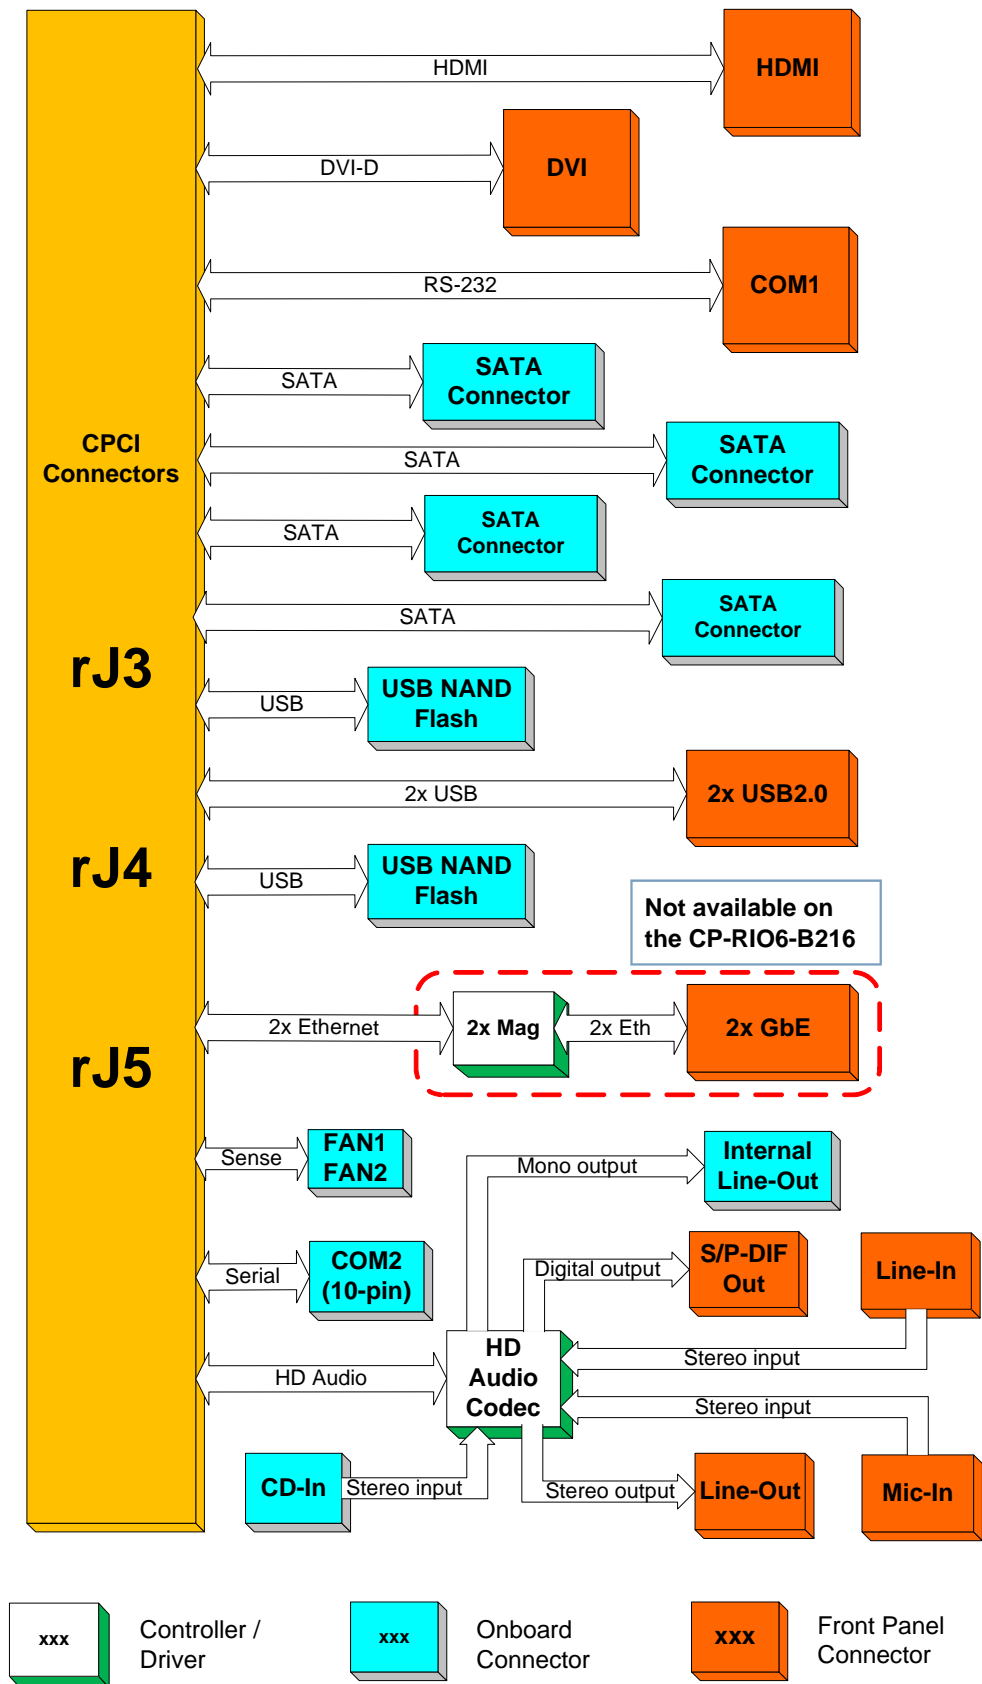 HDMI
HDMI
DVI-D
DVI
RS-232
COM1
SATA
SATA
Connector
CPCI
Connectors
SATA
SATA
Connector
SATA
SATA
Connector
SATA
SATA
Connector
rJ3
USB
USB NAND
Flash
2x USB
2x USB2.0
rJ4
USB
USB NAND
Flash
Not available on
the CP-RIO6-B216
2x Ethernet
2x Mag
2x Eth
2x GbE
rJ5
Sense
FAN1
FAN2
Mono output
Internal
Line-Out
Serial
COM2
(10-pin)
Digital output
S/P-DIF
Out
Line-In
HD Audio
HD
Audio
Codec
Stereo input
Stereo input
CD-In
Stereo input
Stereo output
Line-Out
Mic-In
xxx
Controller /
Driver
xxx
Onboard
Connector
xxx
Front Panel
Connector